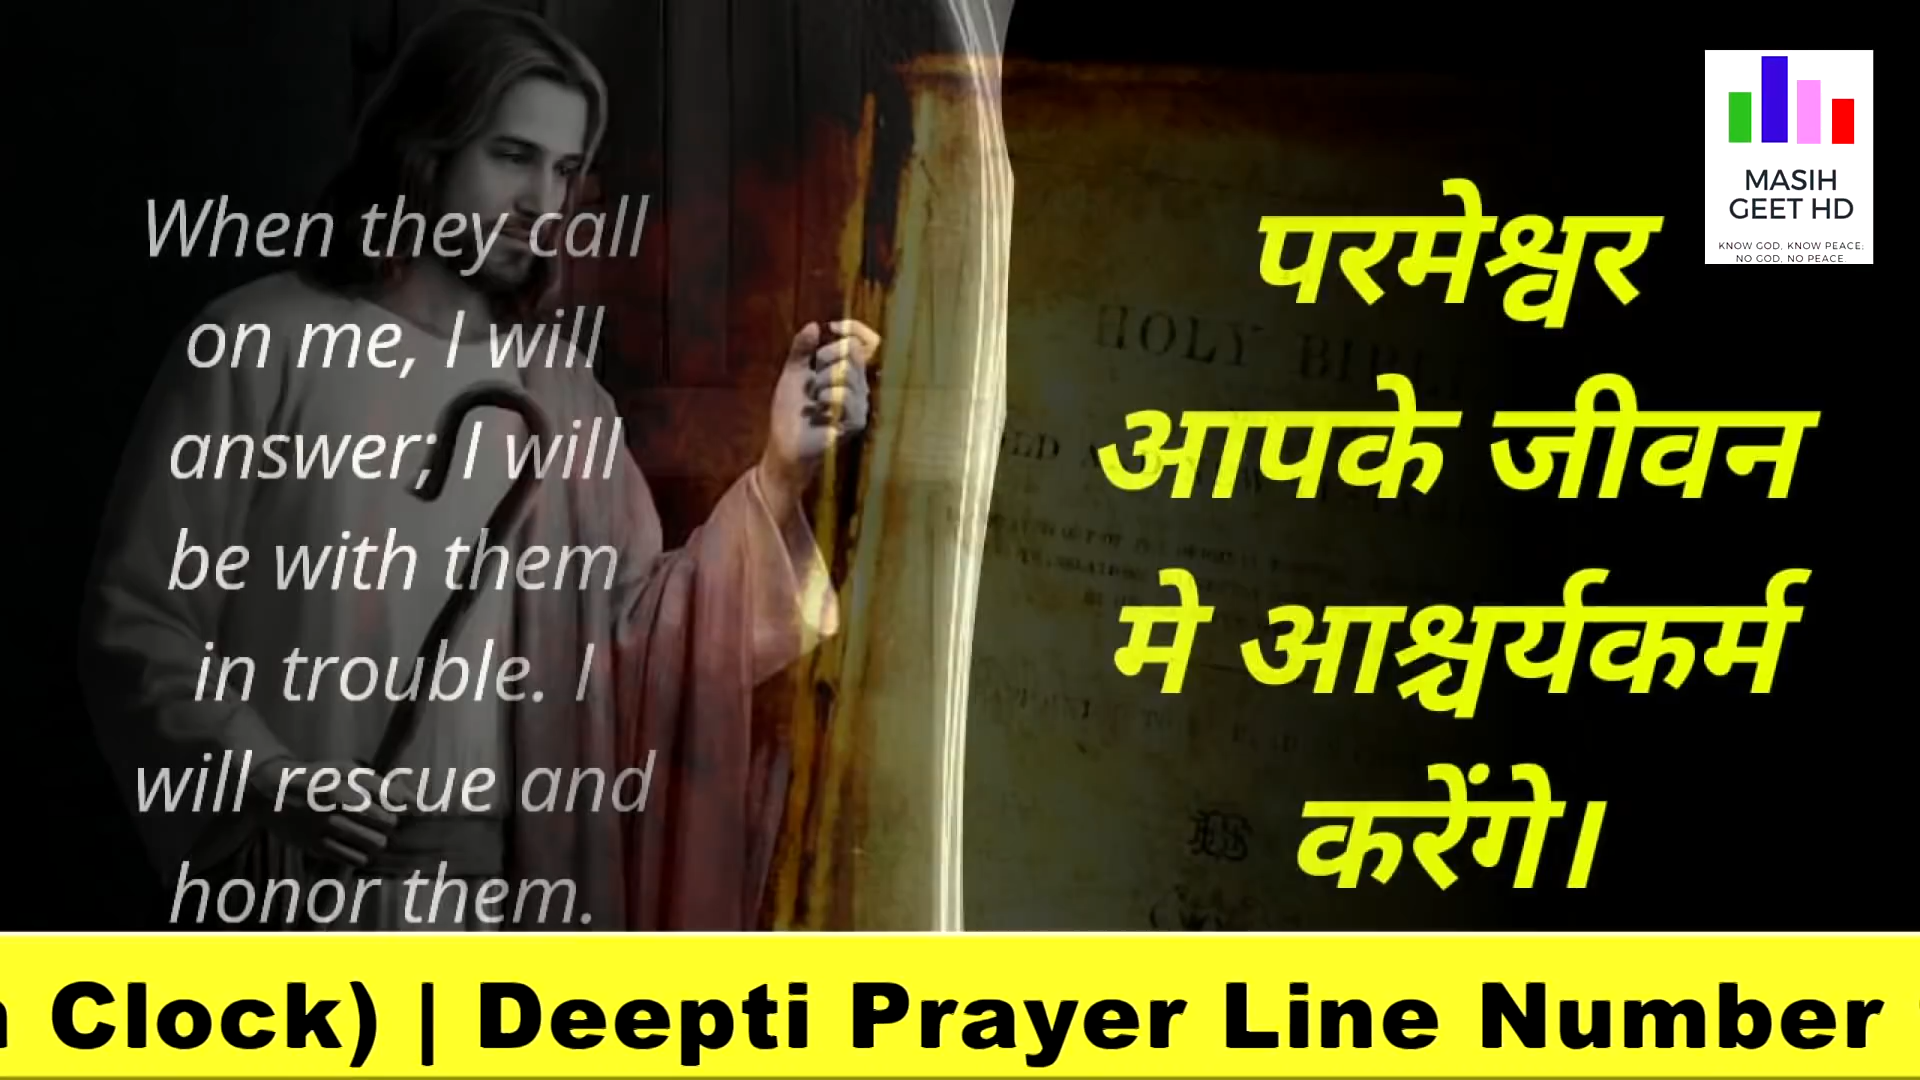 When they call
on me, I will
answer; I will
be with them
in trouble. I
will rescue and
honor them.
परमेश्वर
आपके जीवन
मे आश्चर्यकर्म
करेंगे।
MASIH
GEET HD
KNOW GOD, KNOW PEACE;
NO GOD, NO PEACE.
HOLY BIBLE
Clock) | Deepti Prayer Line Number